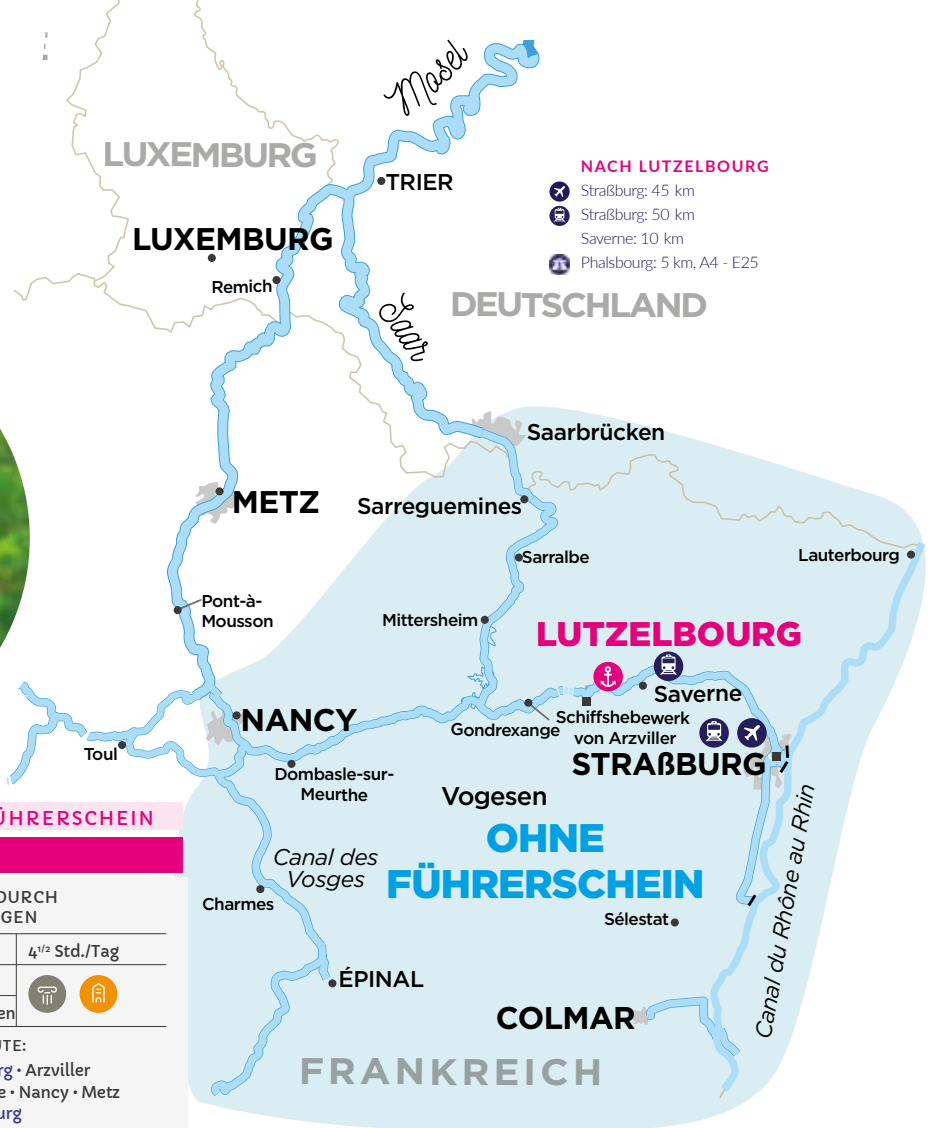 Mosel
LUXEMBURG
TRIER
NACH LUTZELBOURG
Straßburg: 45 km
Straßburg: 50 km
Saverne: 10 km
Phalsbourg: 5 km, A4 - E25
LUXEMBURG
Remich
DEUTSCHLAND
Saar
Saarbrücken
METZ
Sarreguemines
Sarralbe
Lauterbourg
Pont-à-
Mousson
Mittersheim
LUTZELBOURG
Saverne
NANCY
Gondrexange
Schiffshebewerk
von Arzviller
Toul
STRAßBURG
Dombasle-sur-
Meurthe
Vogesen
OHNE
FÜHRERSCHEIN
Canal des
Vosges
Charmes
Sélestat
Canal du Rhône au Rhin
ÉPINAL
COLMAR
FRANKREICH
ÜHRERSCHEIN
DURCH
GEN
41/2 Std./Tag
en
UTE:
rg • Arzviller
e • Nancy • Metz
urg